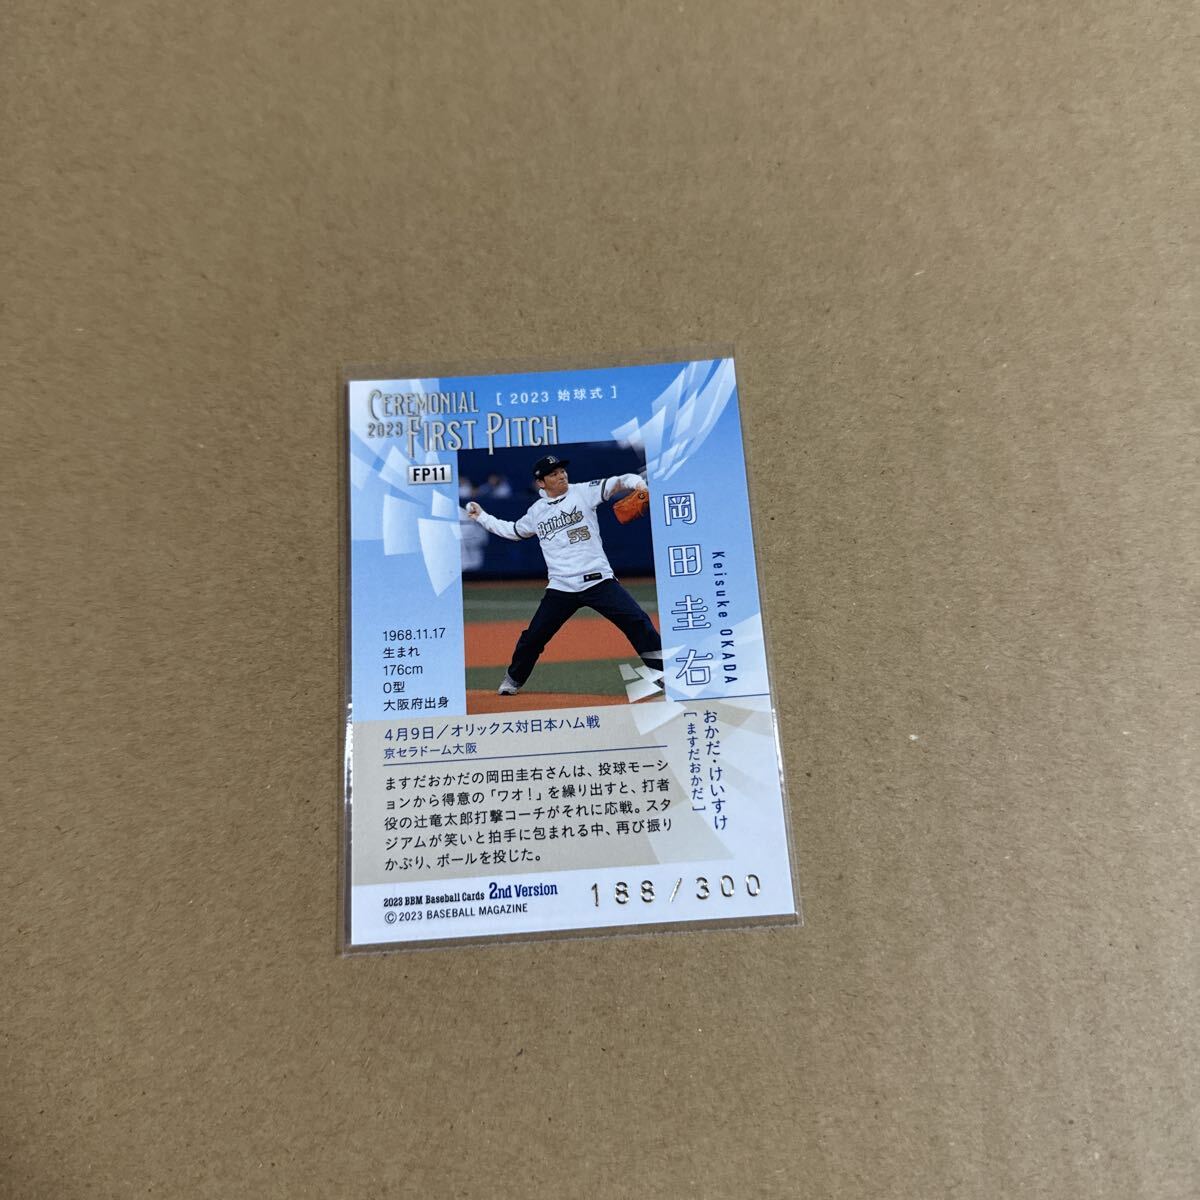 CEREMONIAL
2023 FIRST PITCH
[ 2023 始球式 ]
FP11
Buffaloes
55
岡田圭右
Keisuke OKADA
おかだ・けいすけ
[ますだおかだ]
1968.11.17
生まれ
176cm
O型
大阪府出身
4月9日/オリックス対日本ハム戦
京セラドーム大阪
ますだおかだの岡田圭右さんは、投球モーシ
ョンから得意の「ワオ!」を繰り出すと、打者
役の辻竜太郎打撃コーチがそれに応戦。スタ
ジアムが笑いと拍手に包まれる中、再び振り
かぶり、ボールを投じた。
2023 BBM Baseball Cards 2nd Version
©2023 BASEBALL MAGAZINE
188/300